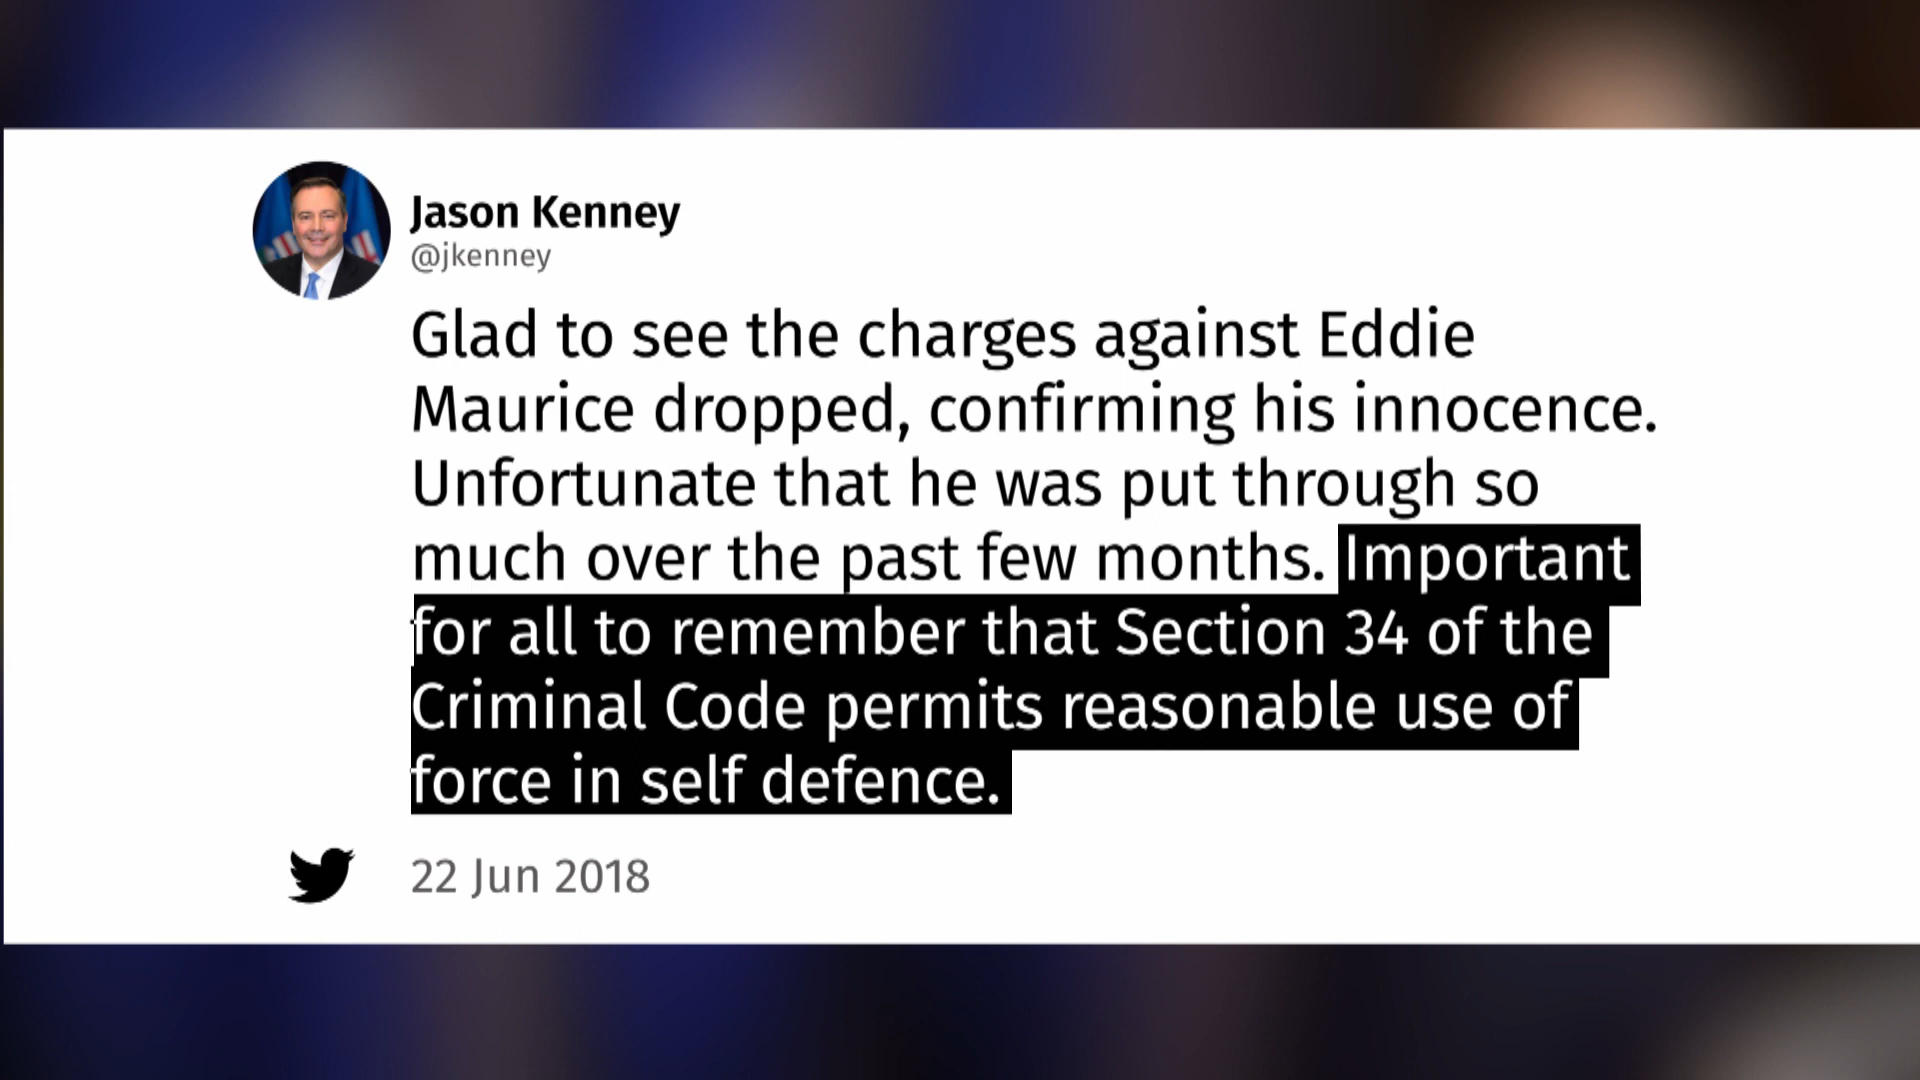 Jason Kenney
@jkenney
Glad to see the charges against Eddie
Maurice dropped, confirming his innocence.
Unfortunate that he was put through so
much over the past few months. Important
for all to remember that Section 34 of the
Criminal Code permits reasonable use of
force in self defence.
22 Jun 2018